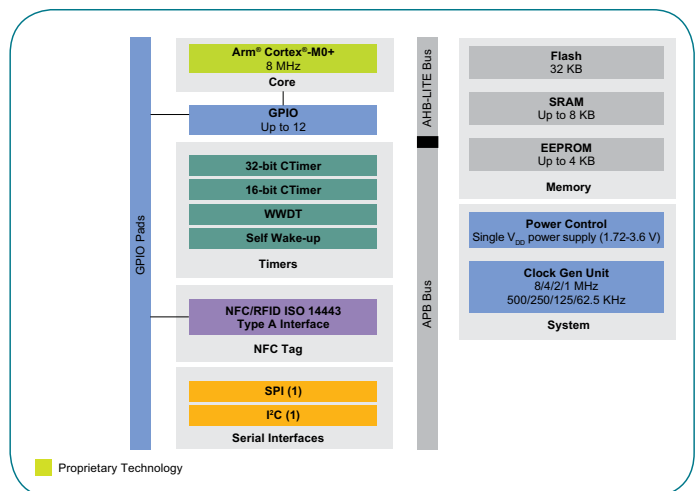 Arm® Cortex®-M0+
8 MHz
Core
GPIO
Up to 12
32-bit CTimer
16-bit CTimer
WWDT
Self Wake-up
Timers
NFC/RFID ISO 14443
Type A Interface
NFC Tag
SPI (1)
I²C (1)
Serial Interfaces
GPIO Pads
AHB-LITE Bus
APB Bus
Flash
32 KB
SRAM
Up to 8 KB
EEPROM
Up to 4 KB
Memory
Power Control
Single V_DD power supply (1.72-3.6 V)
Clock Gen Unit
8/4/2/1 MHz
500/250/125/62.5 KHz
System
Proprietary Technology